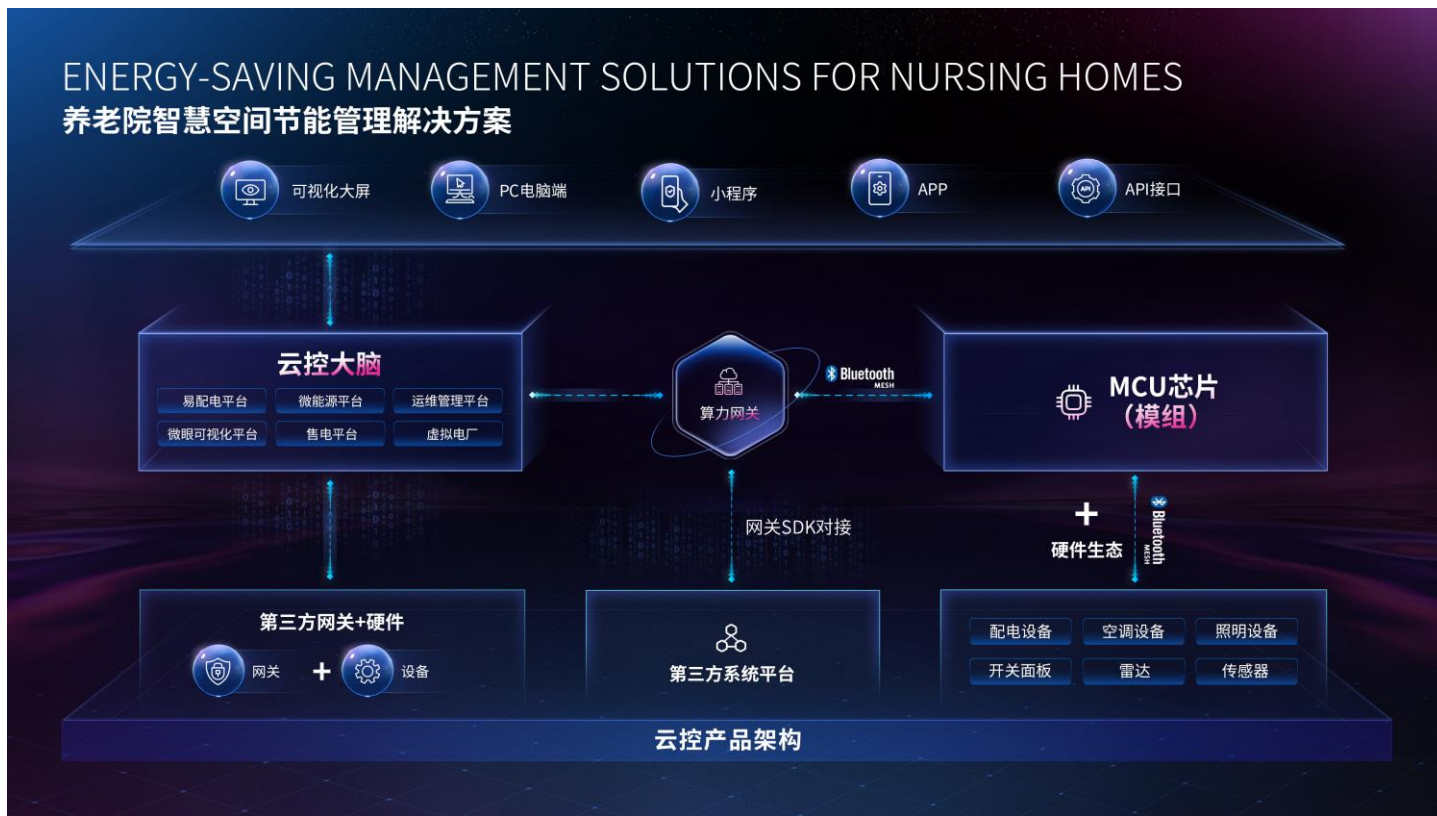 ENERGY-SAVING MANAGEMENT SOLUTIONS FOR NURSING HOMES
养老院智慧空间节能管理解决方案
可视化大屏
PC电脑端
小程序
APP
API
API接口
云控大脑
易配电平台
微能源平台
运维管理平台
微眼可视化平台
售电平台
虚拟电厂
算力网关
Bluetooth
MESH
MCU芯片
（模组）
网关SDK对接
+
硬件生态
Bluetooth
MESH
第三方网关+硬件
网关
+
设备
第三方系统平台
配电设备
空调设备
照明设备
开关面板
雷达
传感器
云控产品架构